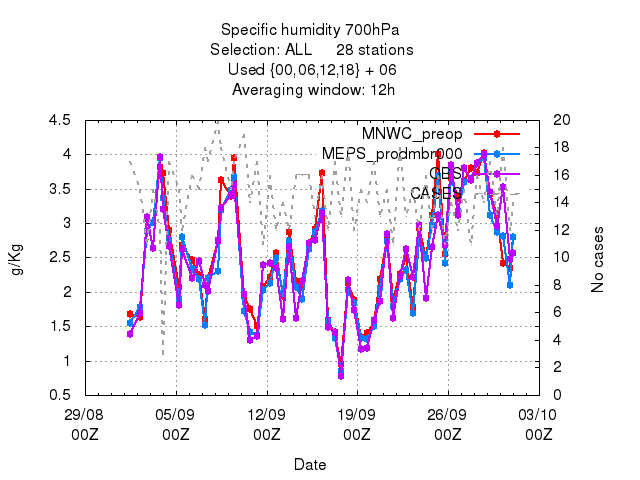 Specific humidity 700hPa
Selection: ALL 28 stations
Used {00,06,12,18} + 06
Averaging window: 12h
g/Kg
4.5
4
3.5
3
2.5
2
1.5
1
0.5
MNWC_preop
MEPS_prodmbr000
OBS
CASES
20
18
16
14
12
10
8
6
4
2
0
No cases
29/08 05/09 12/09 19/09 26/09 03/10
00Z 00Z 00Z 00Z 00Z 00Z
Date